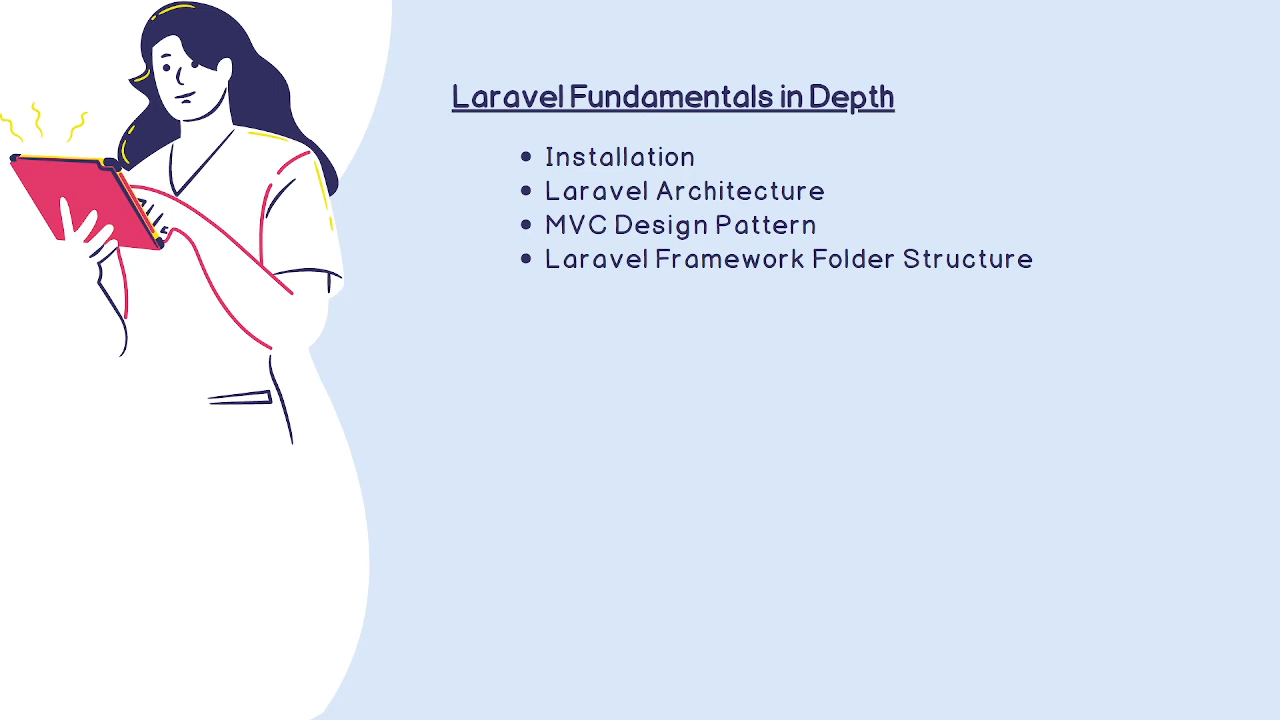 Laravel Fundamentals in Depth
Installation
Laravel Architecture
MVC Design Pattern
Laravel Framework Folder Structure